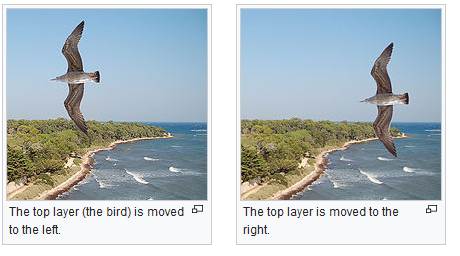 The top layer (the bird) is moved
to the left.
The top layer is moved to the
right.